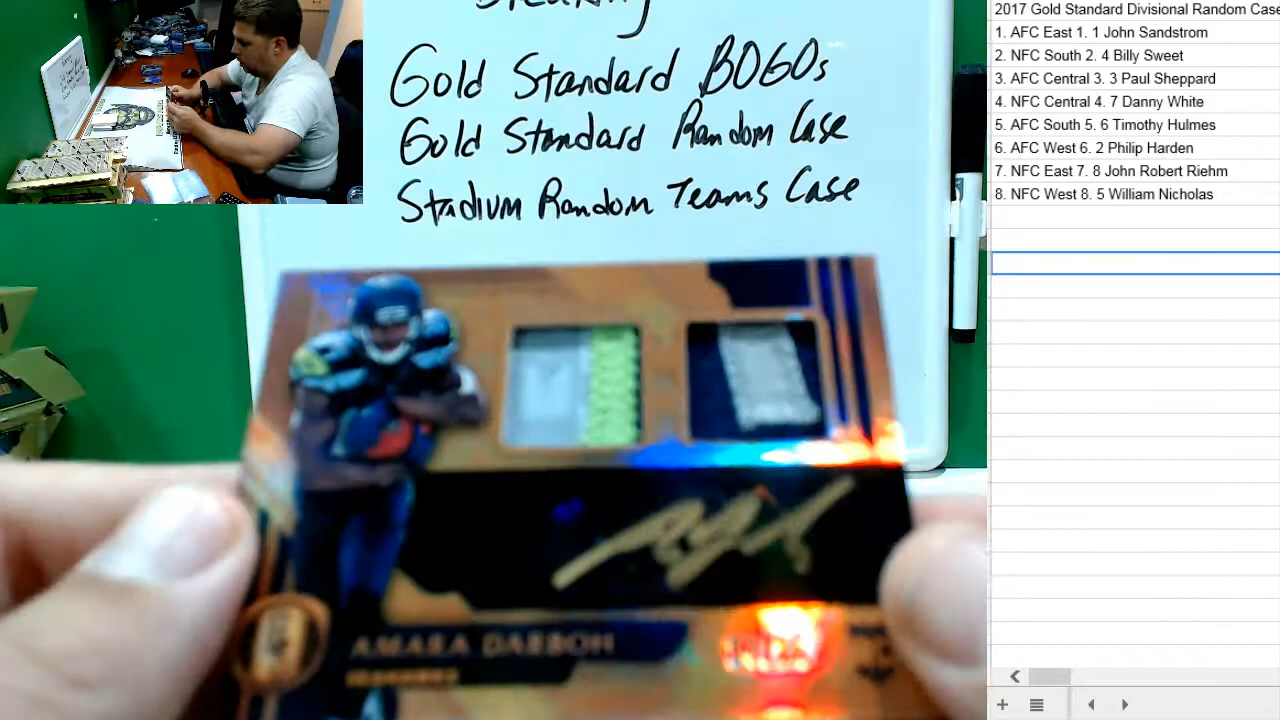 Breaking
Gold Standard BOGOs
Gold Standard Random Case
Stadium Random Teams Case
AMARA DARBOH
SEAHAWKS
2017 Gold Standard Divisional Random Case
1. AFC East 1. 1 John Sandstrom
2. NFC South 2. 4 Billy Sweet
3. AFC Central 3. 3 Paul Sheppard
4. NFC Central 4. 7 Danny White
5. AFC South 5. 6 Timothy Hulmes
6. AFC West 6. 2 Philip Harden
7. NFC East 7. 8 John Robert Riehm
8. NFC West 8. 5 William Nicholas